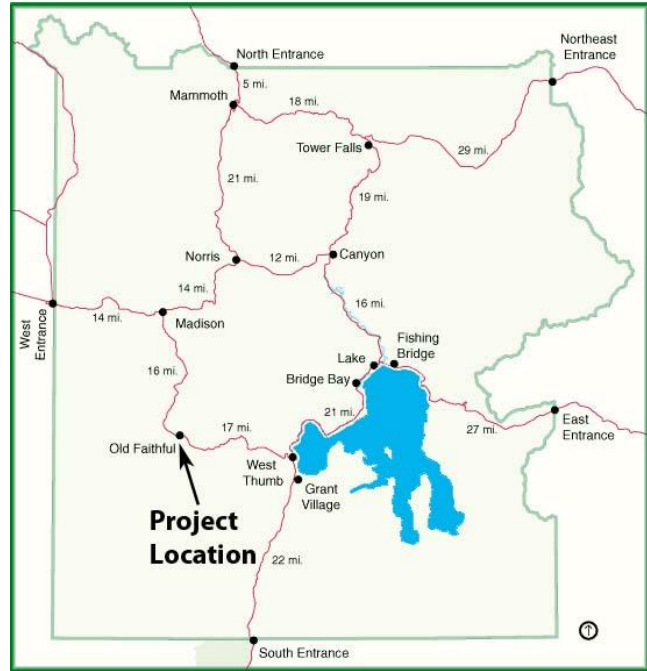 North Entrance
Northeast
Entrance
5 mi.
Mammoth
18 mi.
Tower Falls
29 mi.
21 mi.
19 mi.
Norris
12 mi.
Canyon
14 mi.
16 mi.
West
Entrance
14 mi.
Madison
Fishing
Bridge
Lake
16 mi.
Bridge Bay
21 mi.
East
Entrance
27 mi.
17 mi.
Old Faithful
West
Thumb
Grant
Village
Project
Location
22 mi.
South Entrance